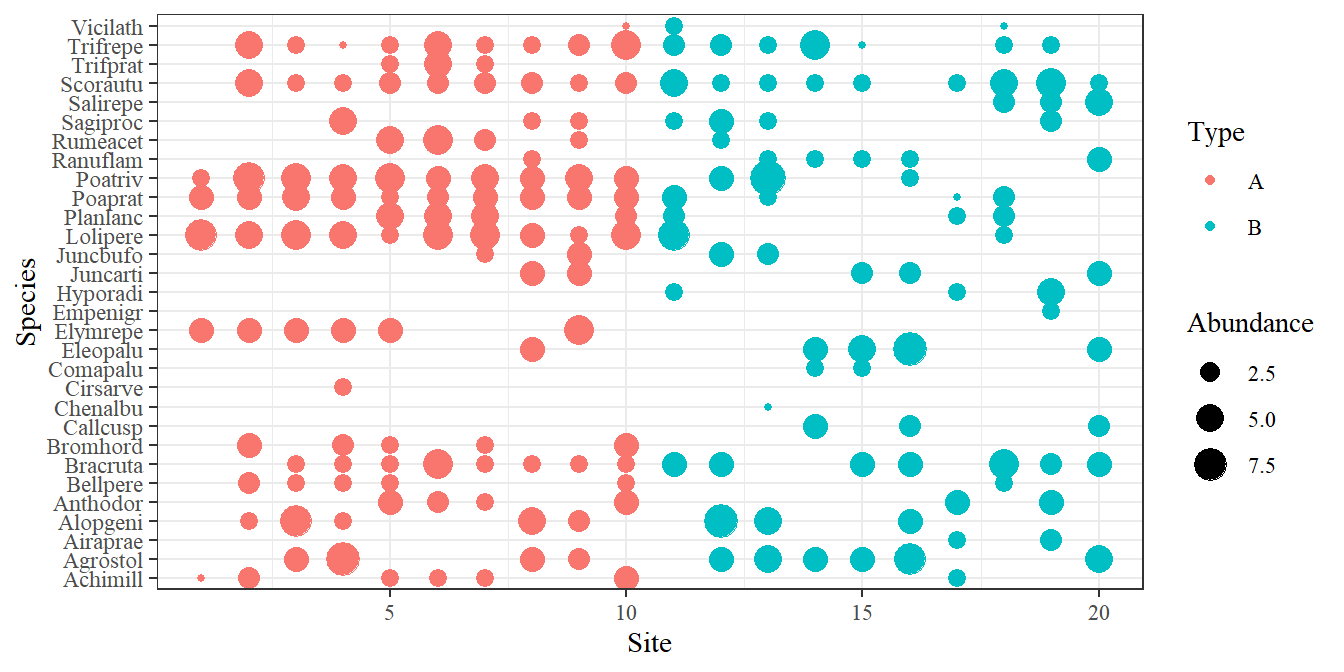 Vicilath
Trifrepe
Trifprat
Scorautu
Salirepe
Sagiproc
Rumeacet
Ranuflam
Poatriv
Poaprat
Planlanc
Lolipere
Juncbufo
Juncarti
Hyporadi
Empenigr
Elymrepe
Eleopalu
Comapalu
Cirsarve
Chenalbu
Callcusp
Bromhord
Bracruta
Bellpere
Anthodor
Alopgeni
Airaprae
Agrostol
Achimill
Species
5 10 15 20
Site
Type
A
B
Abundance
2.5
5.0
7.5